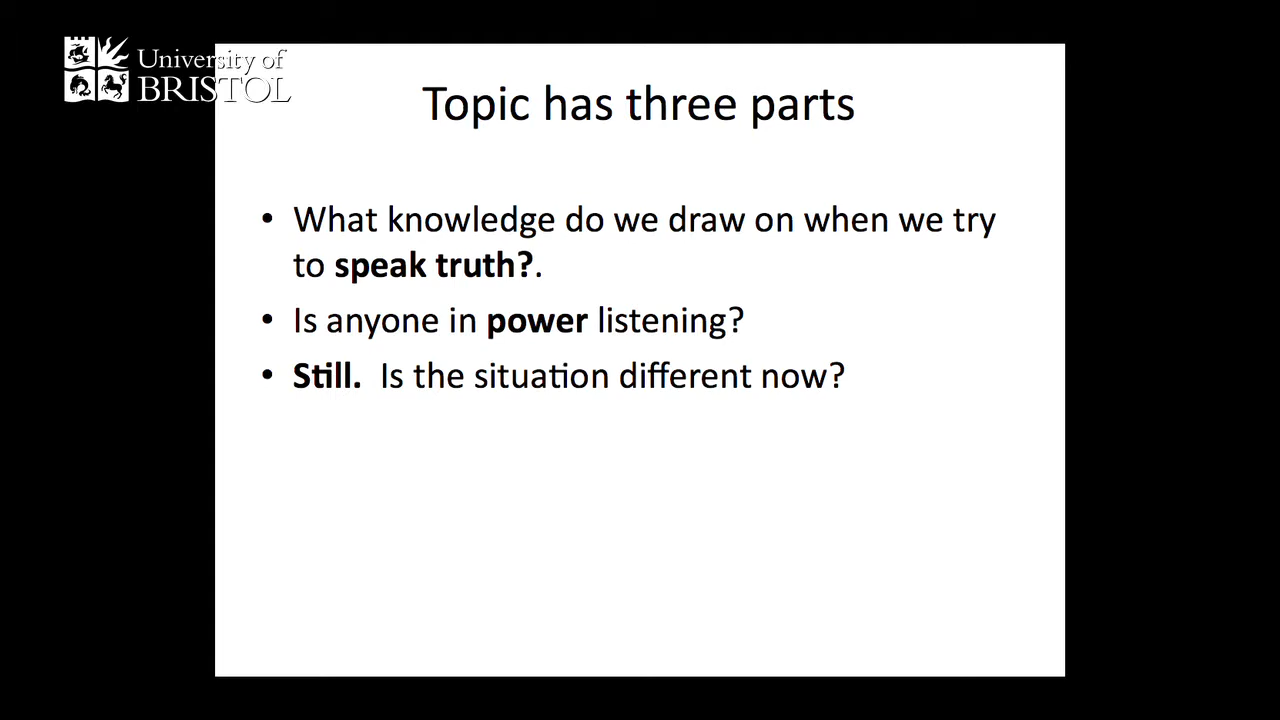 University of
BRISTOL
Topic has three parts
• What knowledge do we draw on when we try
to speak truth?.
• Is anyone in power listening?
• Still.  Is the situation different now?